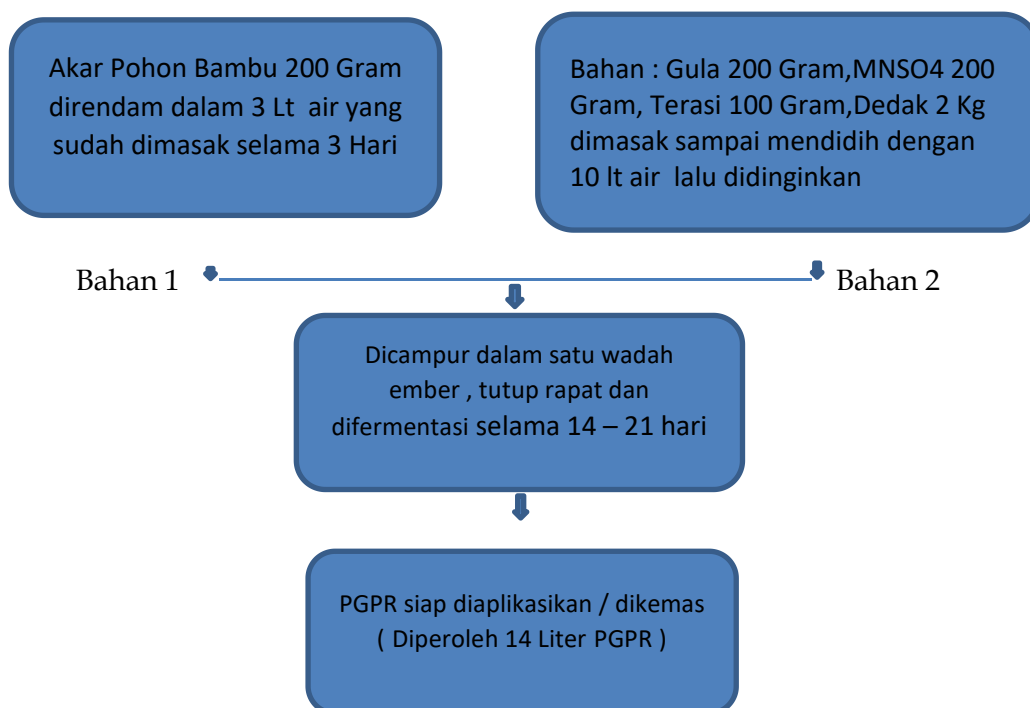 Akar Pohon Bambu 200 Gram
direndam dalam 3 Lt air yang
sudah dimasak selama 3 Hari
Bahan : Gula 200 Gram,MNSO4 200
Gram, Terasi 100 Gram,Dedak 2 Kg
dimasak sampai mendidih dengan
10 lt air lalu didinginkan
Bahan 1
Bahan 2
Dicampur dalam satu wadah
ember , tutup rapat dan
difermentasi selama 14 – 21 hari
PGPR siap diaplikasikan / dikemas
( Diperoleh 14 Liter PGPR )